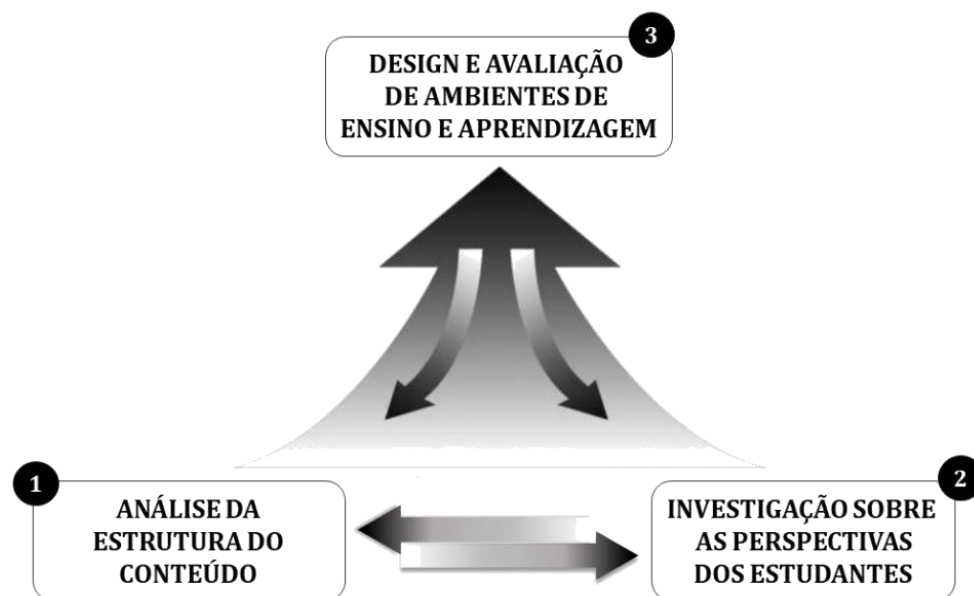 3
DESIGN E AVALIAÇÃO
DE AMBIENTES DE
ENSINO E APRENDIZAGEM
1
ANÁLISE DA
ESTRUTURA DO
CONTEÚDO
2
INVESTIGAÇÃO SOBRE
AS PERSPECTIVAS
DOS ESTUDANTES